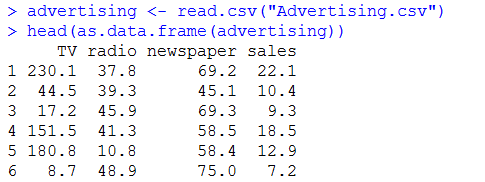 > advertising <- read.csv("Advertising.csv")
> head(as.data.frame(advertising))
     TV radio newspaper sales
1 230.1  37.8      69.2  22.1
2  44.5  39.3      45.1  10.4
3  17.2  45.9      69.3   9.3
4 151.5  41.3      58.5  18.5
5 180.8  10.8      58.4  12.9
6   8.7  48.9      75.0   7.2